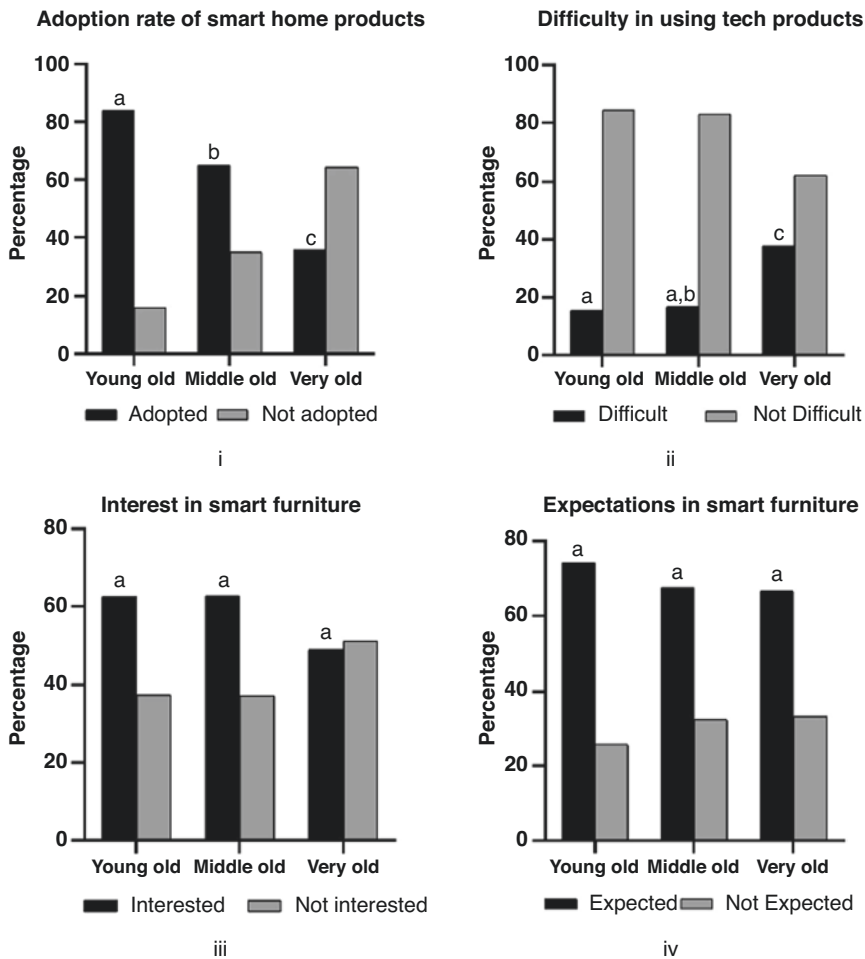 Adoption rate of smart home products
100
80
60
40
20
0
Percentage
a
b
c
Young old Middle old Very old
Adopted Not adopted
i
Difficulty in using tech products
100
80
60
40
20
0
Percentage
a
a,b
c
Young old Middle old Very old
Difficult Not Difficult
ii
Interest in smart furniture
80
60
40
20
0
Percentage
a
a
a
Young old Middle old Very old
Interested Not interested
iii
Expectations in smart furniture
80
60
40
20
0
Percentage
a
a
a
Young old Middle old Very old
Expected Not Expected
iv